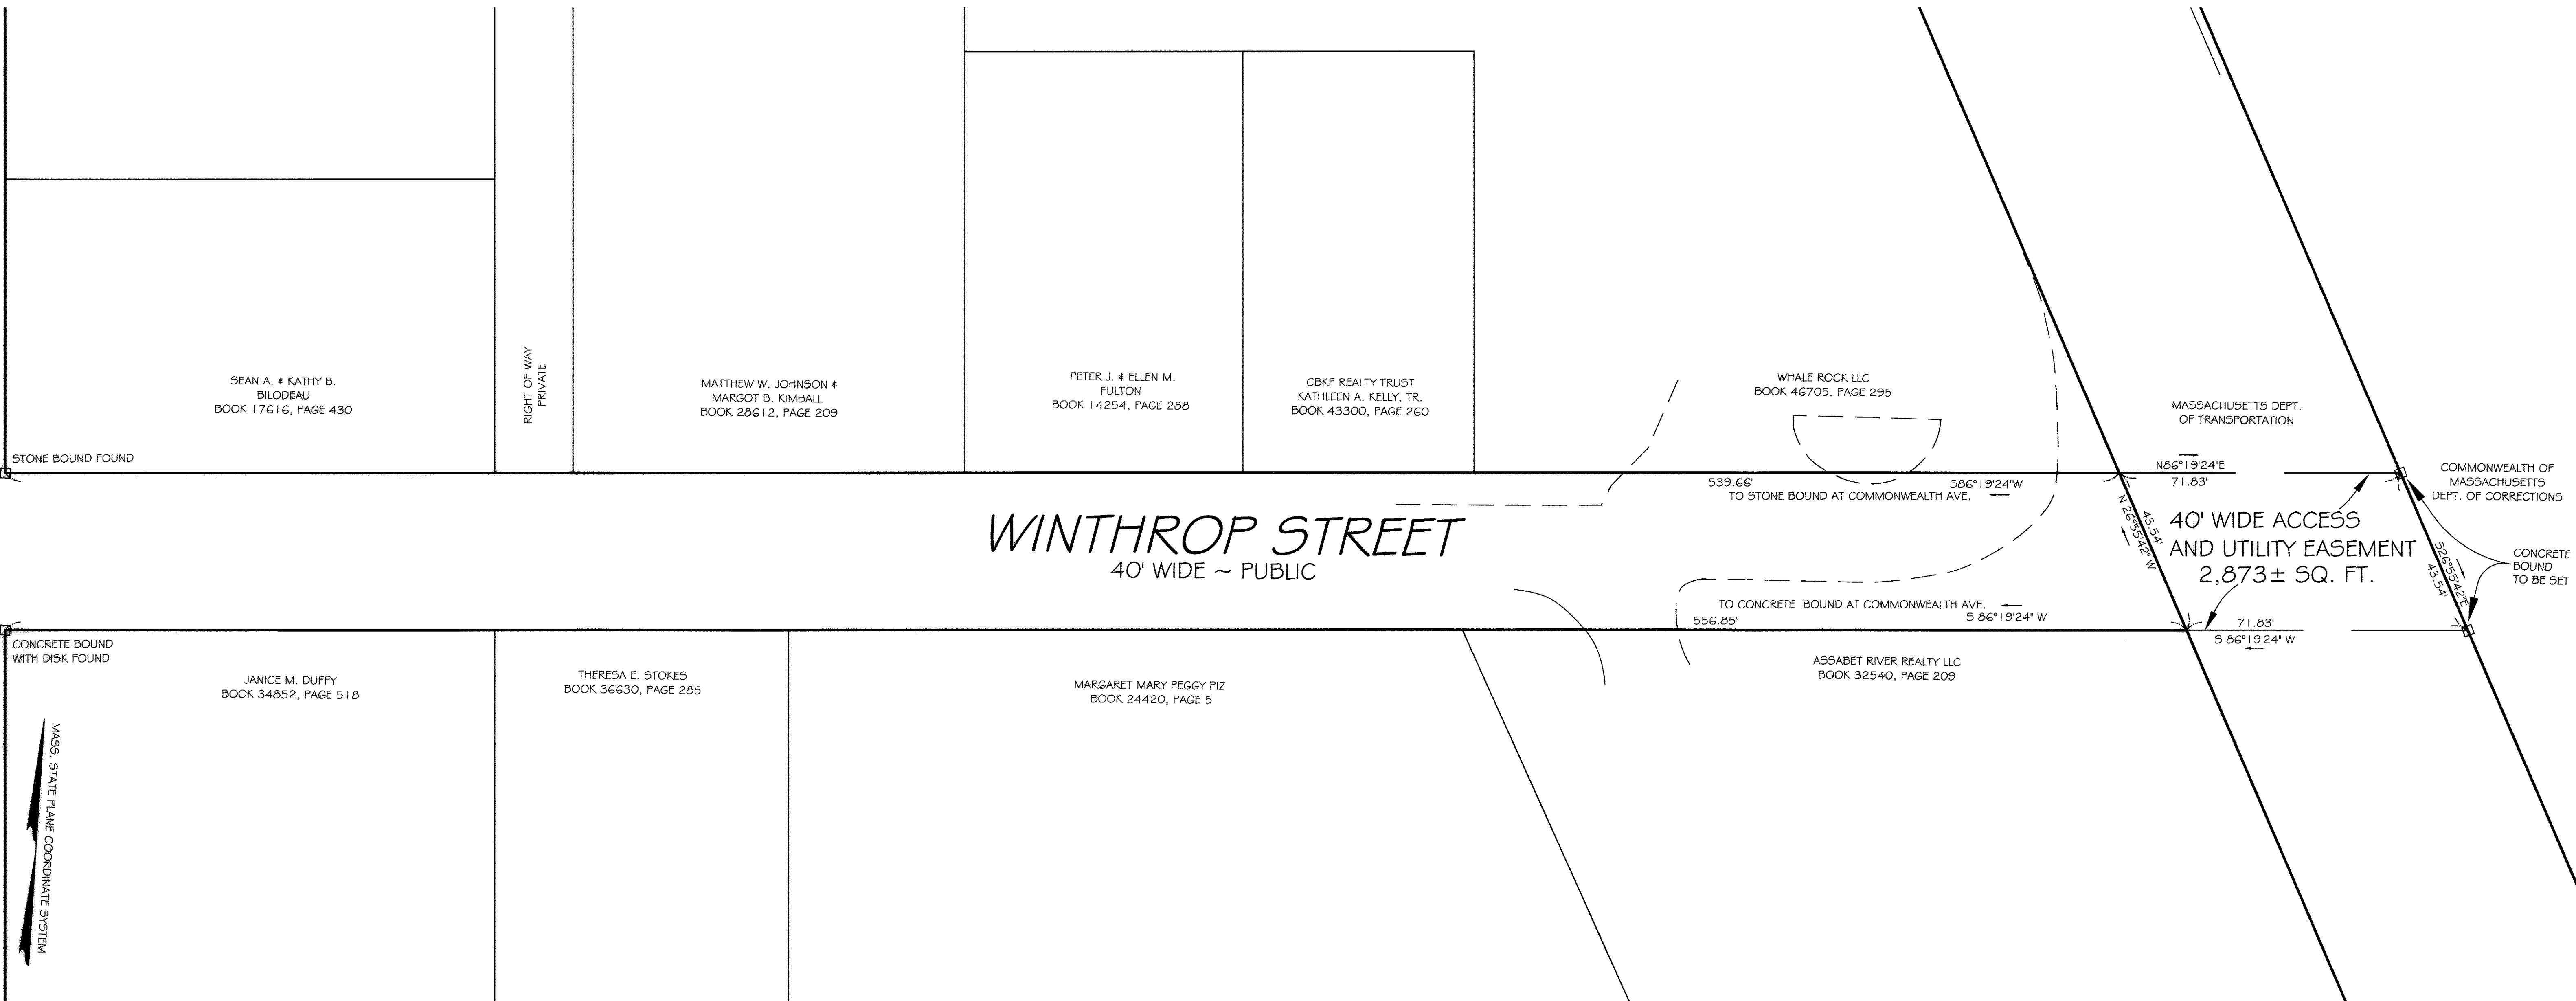 SEAN A. & KATHY B.
BILODEAU
BOOK 17616, PAGE 430
RIGHT OF WAY
PRIVATE
MATTHEW W. JOHNSON &
MARGOT B. KIMBALL
BOOK 28612, PAGE 209
PETER J. & ELLEN M.
FULTON
BOOK 14254, PAGE 288
CBKF REALTY TRUST
KATHLEEN A. KELLY, TR.
BOOK 43300, PAGE 260
WHALE ROCK LLC
BOOK 46705, PAGE 295
MASSACHUSETTS DEPT.
OF TRANSPORTATION
STONE BOUND FOUND
539.66'
S86°19'24"W
TO STONE BOUND AT COMMONWEALTH AVE.
N86°19'24"E
71.83'
COMMONWEALTH OF
MASSACHUSETTS
DEPT. OF CORRECTIONS
WINTHROP STREET
40' WIDE ~ PUBLIC
43.54'
N 26°55'42" W
40' WIDE ACCESS
AND UTILITY EASEMENT
2,873± SQ. FT.
S26°55'42"E
43.54'
CONCRETE
BOUND
TO BE SET
TO CONCRETE BOUND AT COMMONWEALTH AVE.
556.85'
S 86°19'24" W
71.83'
S 86°19'24" W
CONCRETE BOUND
WITH DISK FOUND
JANICE M. DUFFY
BOOK 34852, PAGE 518
THERESA E. STOKES
BOOK 36630, PAGE 285
MARGARET MARY PEGGY PIZ
BOOK 24420, PAGE 5
ASSABET RIVER REALTY LLC
BOOK 32540, PAGE 209
MASS. STATE PLANE COORDINATE SYSTEM